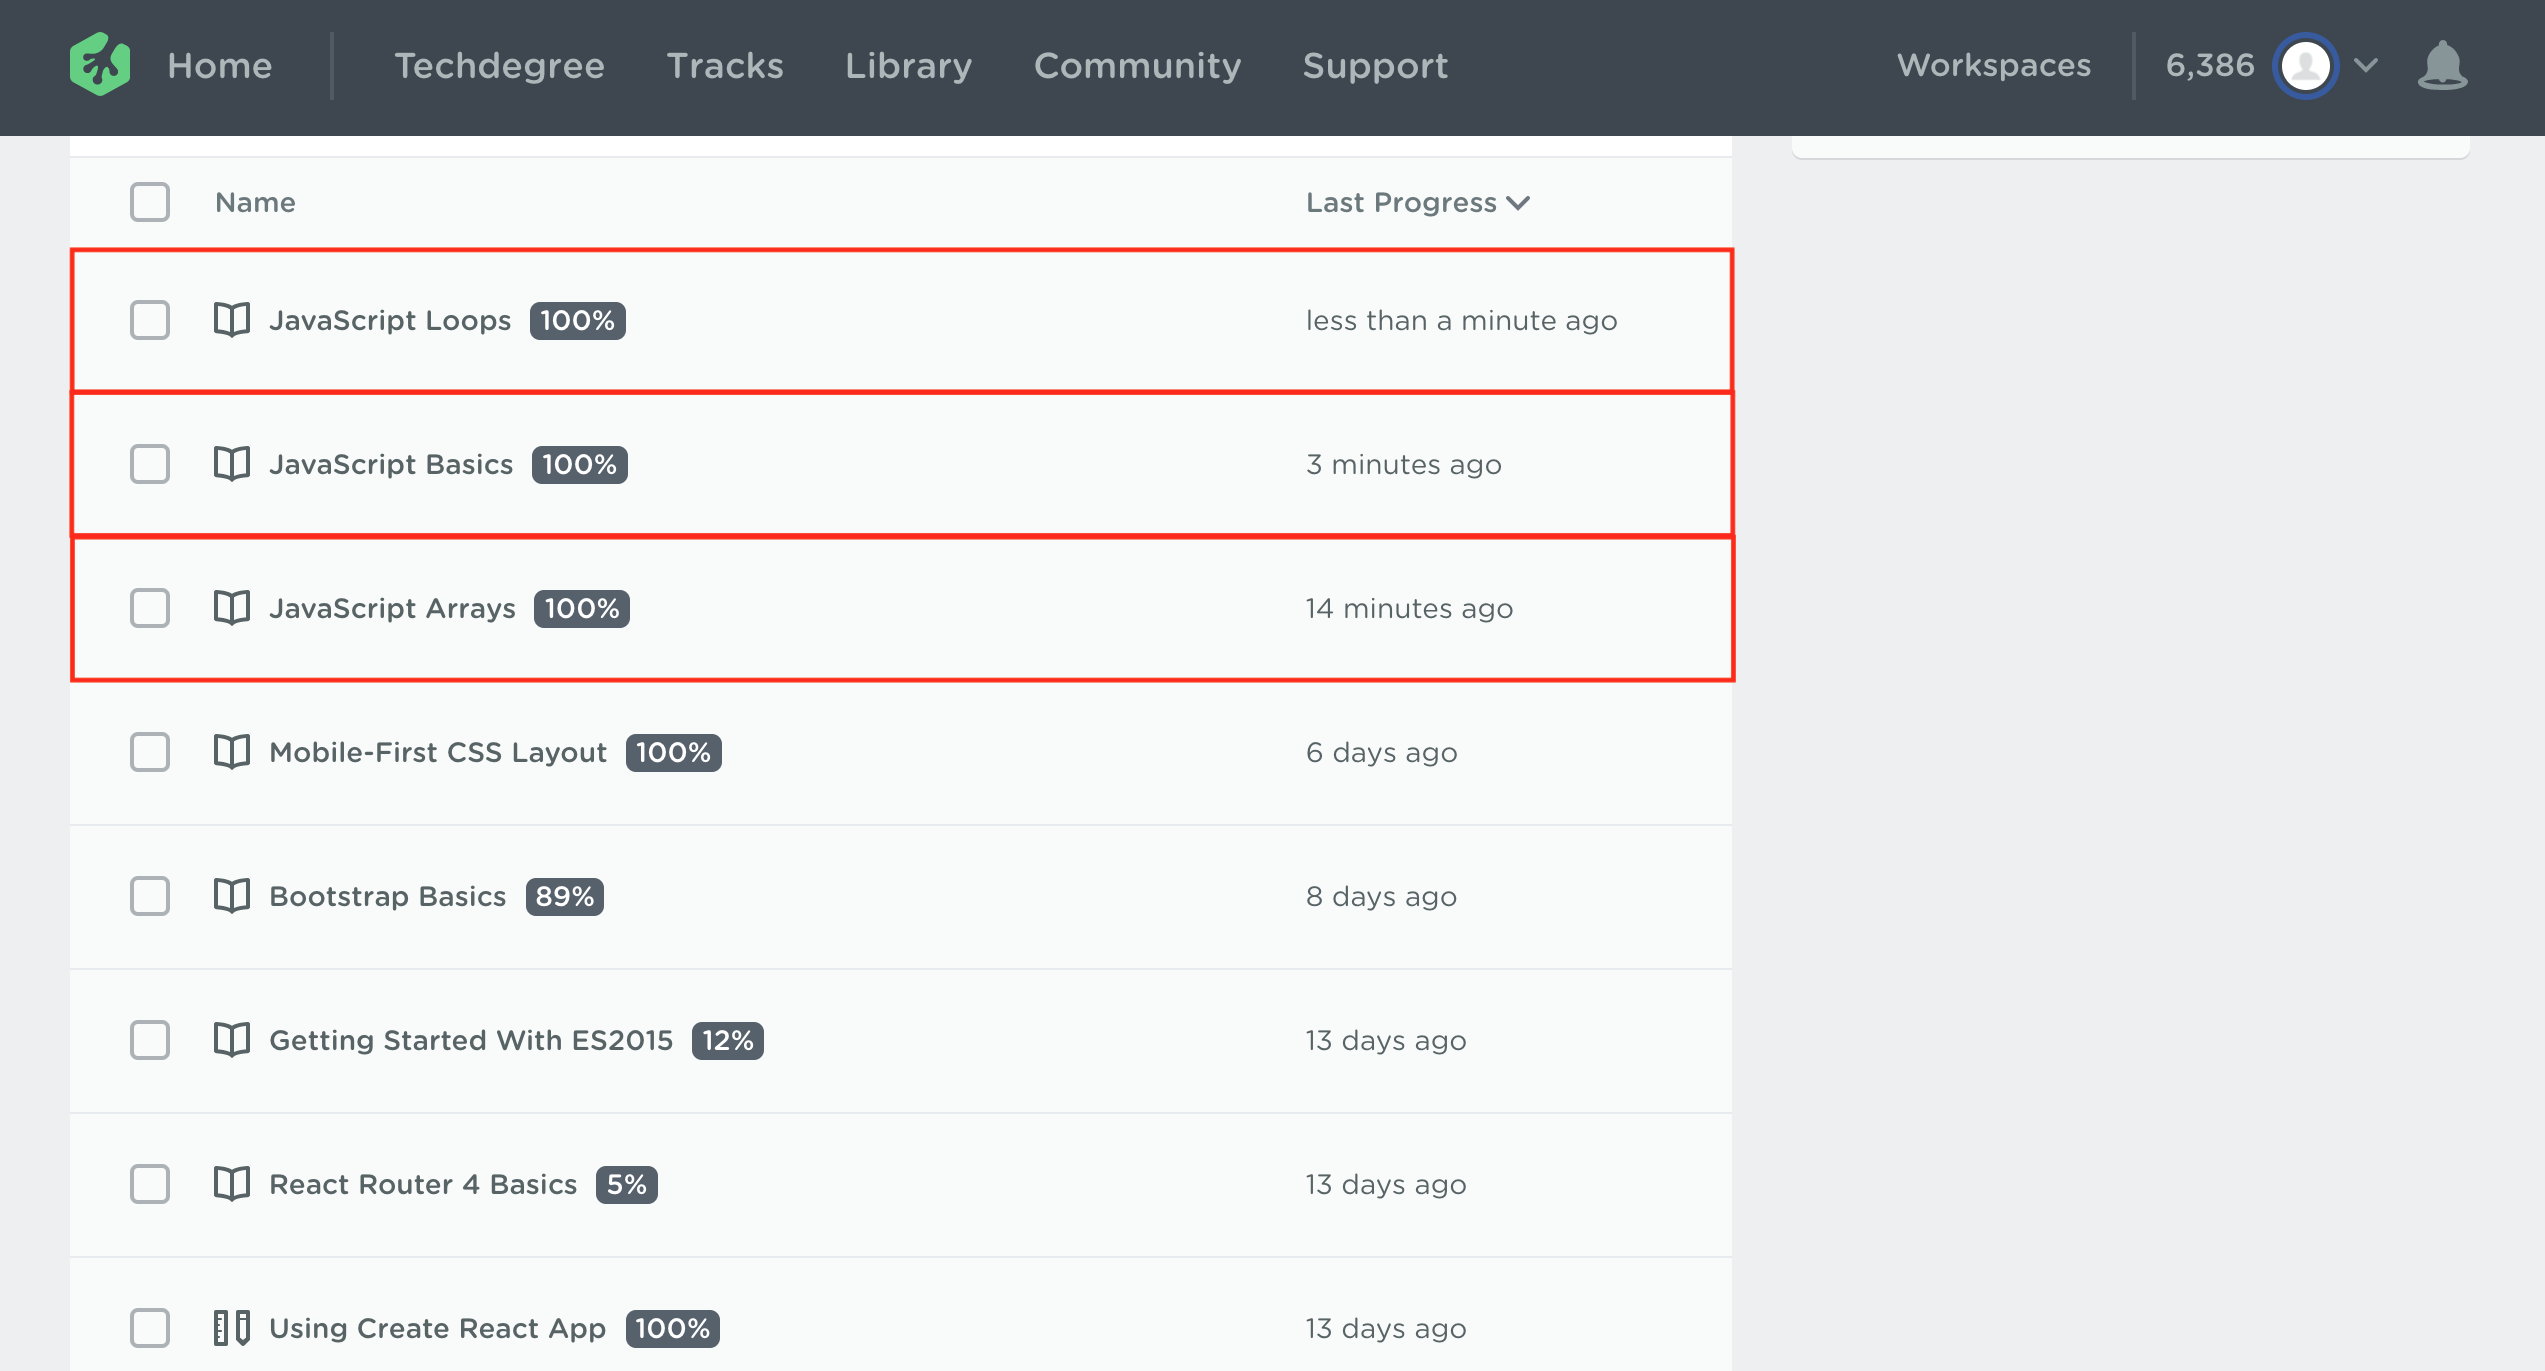 Home Techdegree Tracks Library Community Support Workspaces 6,386
Name Last Progress
JavaScript Loops 100% less than a minute ago
JavaScript Basics 100% 3 minutes ago
JavaScript Arrays 100% 14 minutes ago
Mobile-First CSS Layout 100% 6 days ago
Bootstrap Basics 89% 8 days ago
Getting Started With ES2015 12% 13 days ago
React Router 4 Basics 5% 13 days ago
Using Create React App 100% 13 days ago